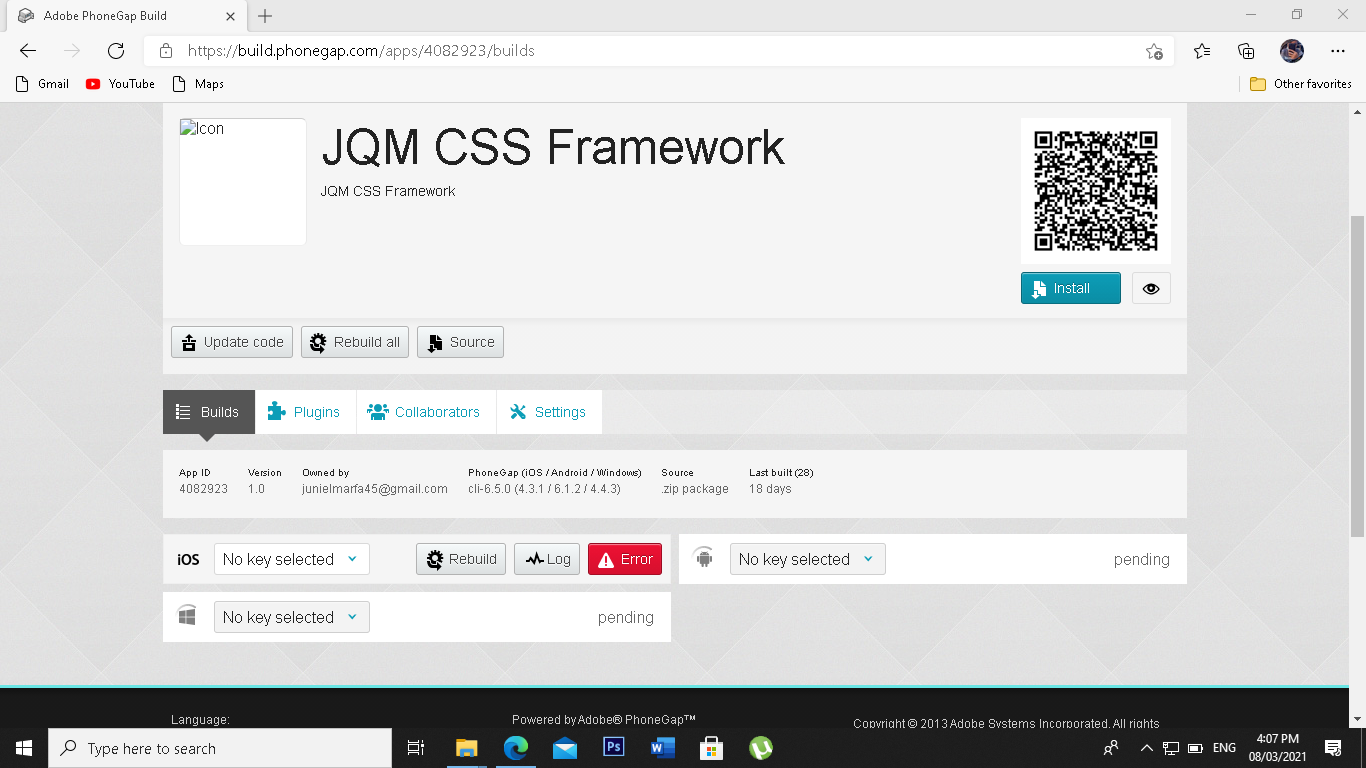 Adobe PhoneGap Build
https://build.phonegap.com/apps/4082923/builds
Gmail YouTube Maps Other favorites
Icon
JQM CSS Framework
JQM CSS Framework
Install
Update code Rebuild all Source
Builds Plugins Collaborators Settings
App ID Version Owned by PhoneGap (iOS / Android / Windows) Source Last built (28)
4082923 1.0 junielmarfa45@gmail.com cli-6.5.0 (4.3.1 / 6.1.2 / 4.4.3) .zip package 18 days
iOS No key selected Rebuild Log Error No key selected pending
No key selected pending
Language: Powered by Adobe® PhoneGap™ Copyright © 2013 Adobe Systems Incorporated. All rights
Type here to search Ps W ENG 4:07 PM
08/03/2021